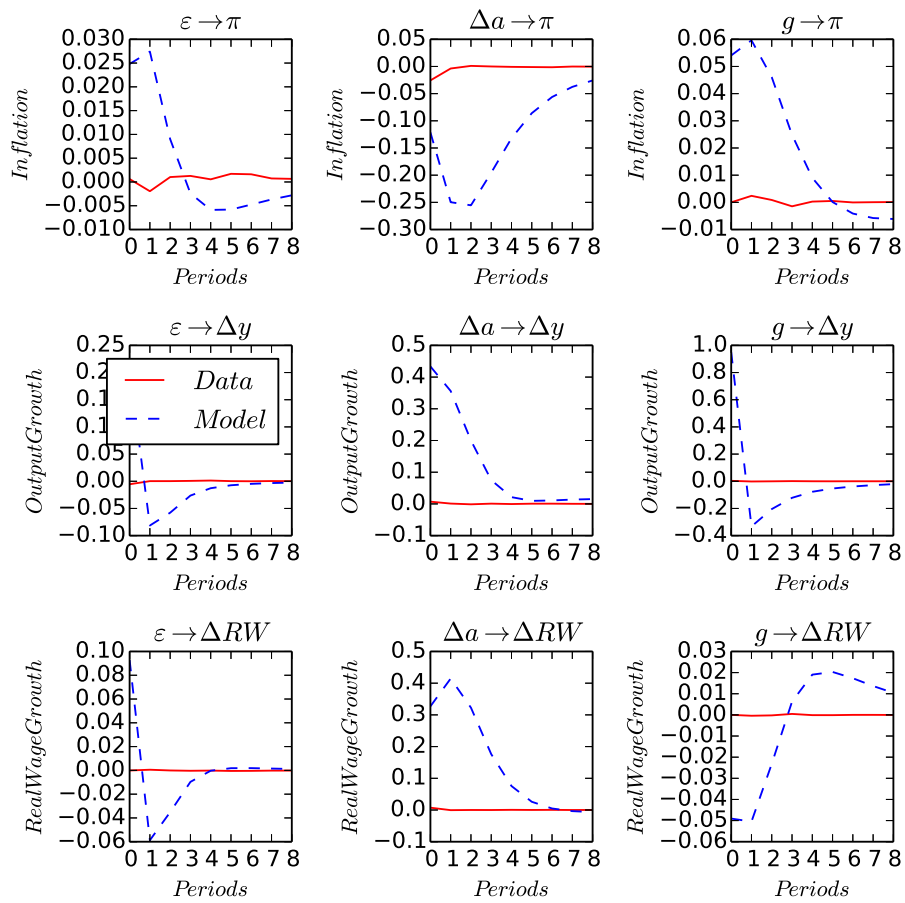 ε→π
0.030
0.025
0.020
0.015
0.010
0.005
0.000
−0.005
−0.010
Inflation
0 1 2 3 4 5 6 7 8
Periods
Δa→π
0.05
0.00
−0.05
−0.10
−0.15
−0.20
−0.25
−0.30
Inflation
0 1 2 3 4 5 6 7 8
Periods
g→π
0.06
0.05
0.04
0.03
0.02
0.01
0.00
−0.01
Inflation
0 1 2 3 4 5 6 7 8
Periods
ε→Δy
0.25
0.05
0.00
−0.05
−0.10
OutputGrowth
Data
Model
0 1 2 3 4 5 6 7 8
Periods
Δa→Δy
0.5
0.4
0.3
0.2
0.1
0.0
−0.1
OutputGrowth
0 1 2 3 4 5 6 7 8
Periods
g→Δy
1.0
0.8
0.6
0.4
0.2
0.0
−0.2
−0.4
OutputGrowth
0 1 2 3 4 5 6 7 8
Periods
ε→ΔRW
0.10
0.08
0.06
0.04
0.02
0.00
−0.02
−0.04
−0.06
RealWageGrowth
0 1 2 3 4 5 6 7 8
Periods
Δa→ΔRW
0.5
0.4
0.3
0.2
0.1
0.0
−0.1
RealWageGrowth
0 1 2 3 4 5 6 7 8
Periods
g→ΔRW
0.03
0.02
0.01
0.00
−0.01
−0.02
−0.03
−0.04
−0.05
−0.06
RealWageGrowth
0 1 2 3 4 5 6 7 8
Periods